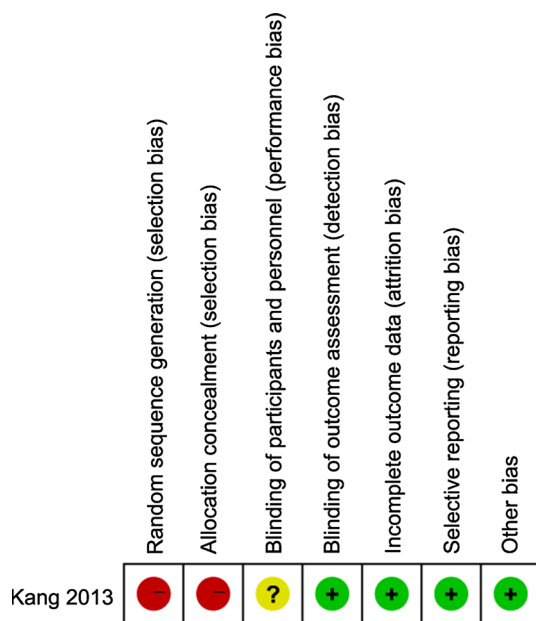 Random sequence generation (selection bias)
Allocation concealment (selection bias)
Blinding of participants and personnel (performance bias)
Blinding of outcome assessment (detection bias)
Incomplete outcome data (attrition bias)
Selective reporting (reporting bias)
Other bias
Kang 2013 – – ? + + + +